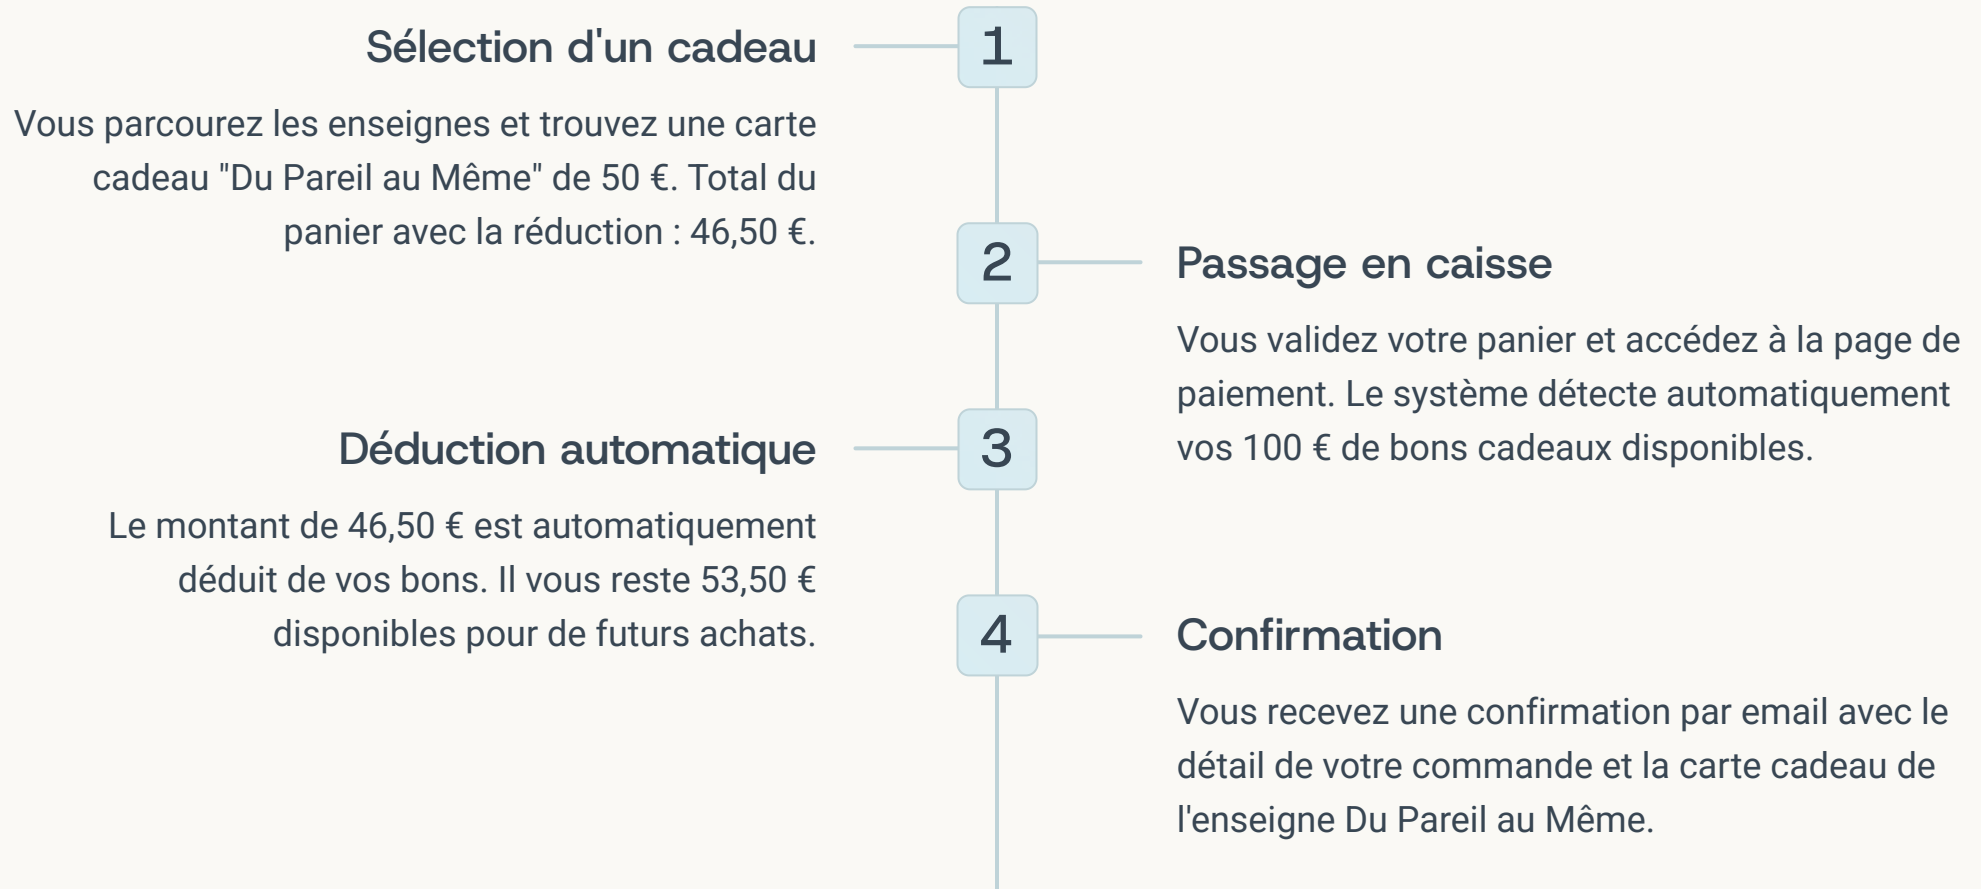 Sélection d'un cadeau
1
Vous parcourez les enseignes et trouvez une carte
cadeau "Du Pareil au Même" de 50 €. Total du
panier avec la réduction : 46,50 €.
2
Passage en caisse
Vous validez votre panier et accédez à la page de
paiement. Le système détecte automatiquement
vos 100 € de bons cadeaux disponibles.
Déduction automatique
3
Le montant de 46,50 € est automatiquement
déduit de vos bons. Il vous reste 53,50 €
disponibles pour de futurs achats.
4
Confirmation
Vous recevez une confirmation par email avec le
détail de votre commande et la carte cadeau de
l'enseigne Du Pareil au Même.